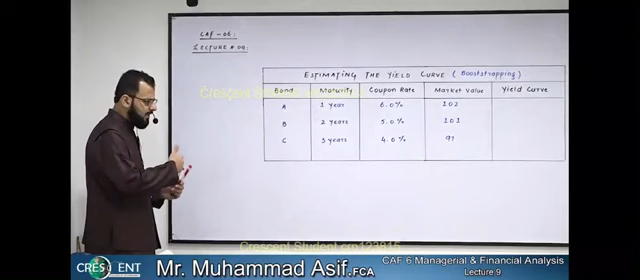 CAF - 06:
LECTURE # 09:
ESTIMATING THE YIELD CURVE (Bootstrapping)
Bond Maturity Coupon Rate Market Value Yield Curve
A 1 year 6.0% 102
B 2 years 5.0% 101
C 3 years 4.0%
Crescent Student crp123815
CAF 6 Managerial & Financial Analysis
CRESCENT Mr. Muhammad Asif,FCA Lecture 9